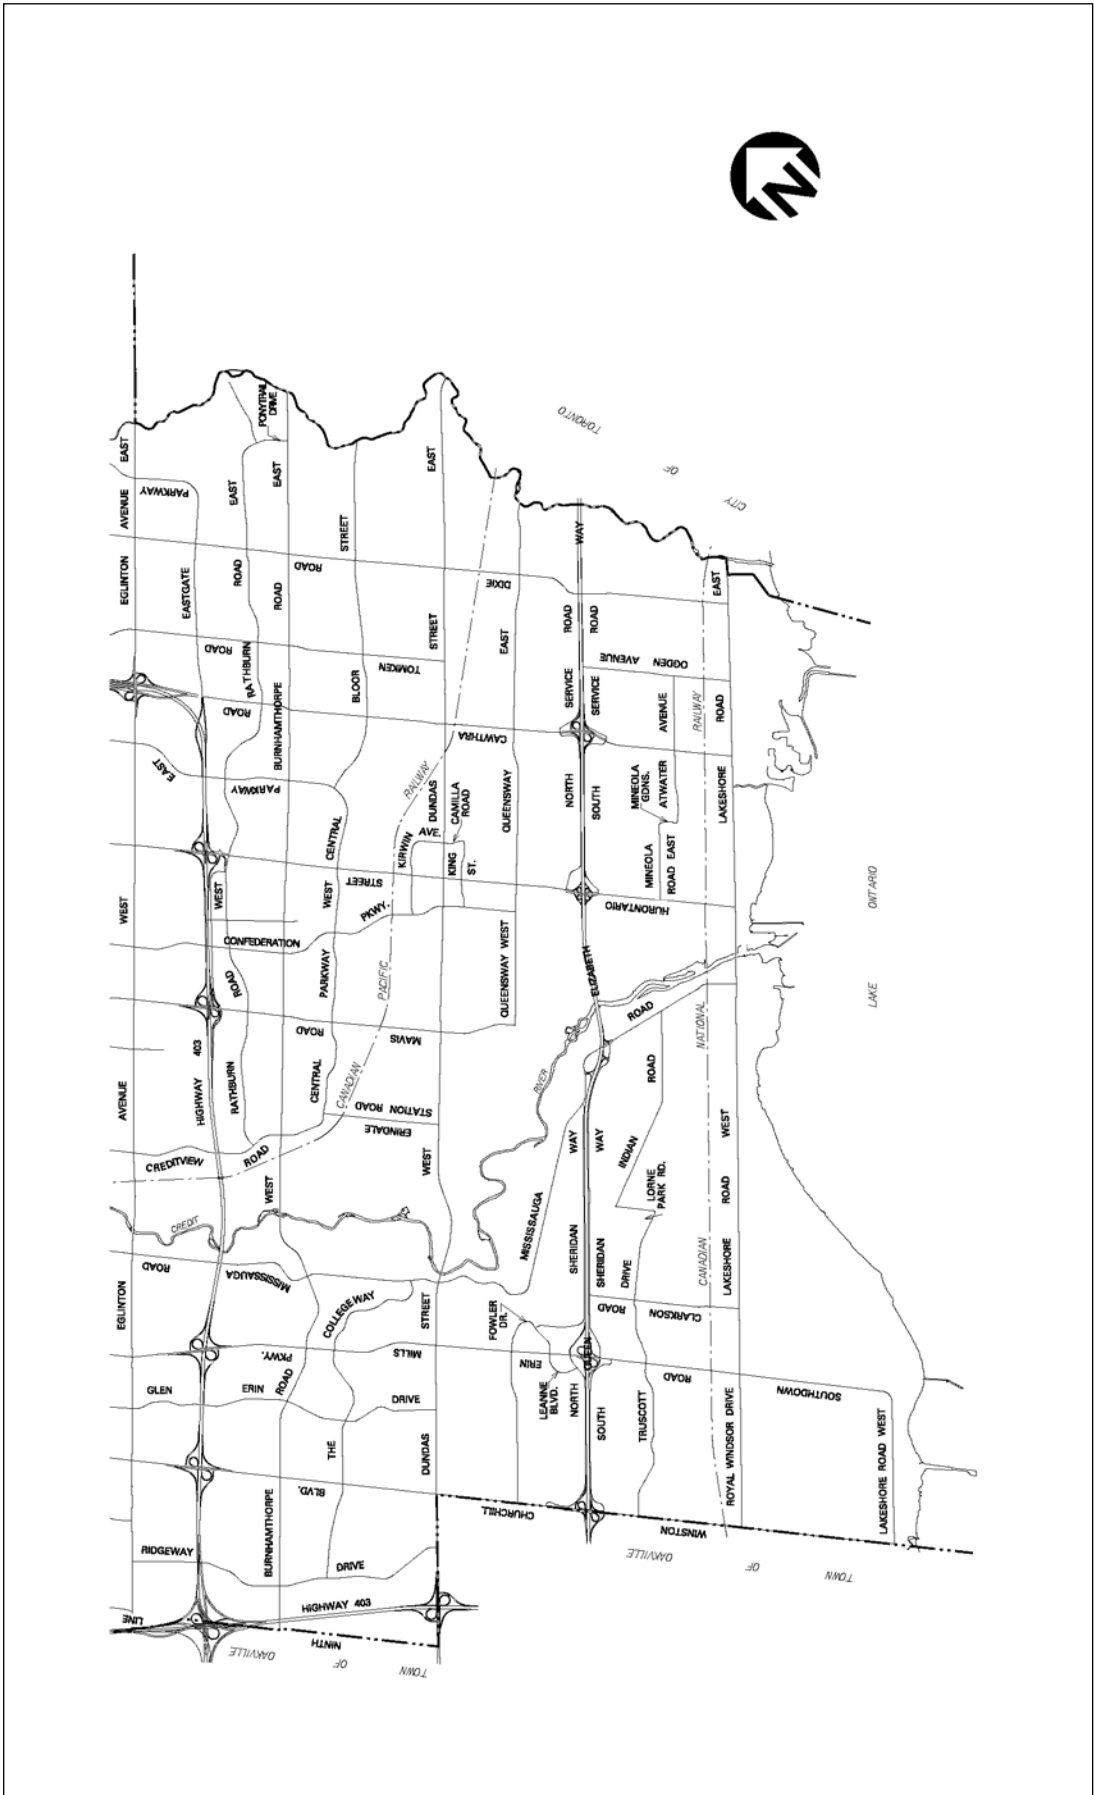 N
CITY
OF
TORONTO
PONYTRAIL
DRIVE
EGLINTON
AVENUE
EAST
PARKWAY
EASTGATE
EAST
ROAD
RATHBURN
EAST
ROAD
BURNHAMTHORPE
STREET
BLOOR
EAST
STREET
DUNDAS
EAST
QUEENSWAY
DIXIE
ROAD
TOMKEN
ROAD
CAWTHRA
ROAD
WAY
ROAD
SERVICE
NORTH
ROAD
SERVICE
SOUTH
OGDEN
AVENUE
AVENUE
ATWATER
MINEOLA
GDNS.
MINEOLA
ROAD EAST
RAILWAY
EAST
ROAD
LAKESHORE
EAST
PARKWAY
CENTRAL
WEST
PARKWAY
CENTRAL
RAILWAY
PACIFIC
CANADIAN
KIRWIN
AVE.
CAMILLA
ROAD
KING
ST.
HURONTARIO
STREET
CONFEDERATION
PKWY.
WEST
ROAD
RATHBURN
QUEENSWAY WEST
ELIZABETH
MAVIS
ROAD
WEST
AVENUE
EGLINTON
HIGHWAY 403
CREDITVIEW
ROAD
ERINDALE
STATION ROAD
WEST
STREET
DUNDAS
RIVER
CREDIT
MISSISSAUGA
ROAD
WAY
SHERIDAN
NORTH
WAY
SHERIDAN
SOUTH
INDIAN
ROAD
LORNE
PARK RD.
NATIONAL
CANADIAN
WEST
ROAD
LAKESHORE
LAKE
ONTARIO
WEST
ROAD
BURNHAMTHORPE
MISSISSAUGA
ROAD
THE
COLLEGEWAY
FOWLER
DR.
LEANNE
BLVD.
ERIN
MILLS
PKWY.
QUEEN
CLARKSON
ROAD
DRIVE
TRUSCOTT
SOUTHDOWN
ROAD
ROYAL WINDSOR DRIVE
LAKESHORE ROAD WEST
GLEN
ERIN
DRIVE
WINSTON
CHURCHILL
BLVD.
RIDGEWAY
DRIVE
HIGHWAY 403
NINTH
LINE
TOWN
OF
OAKVILLE
TOWN
OF
OAKVILLE